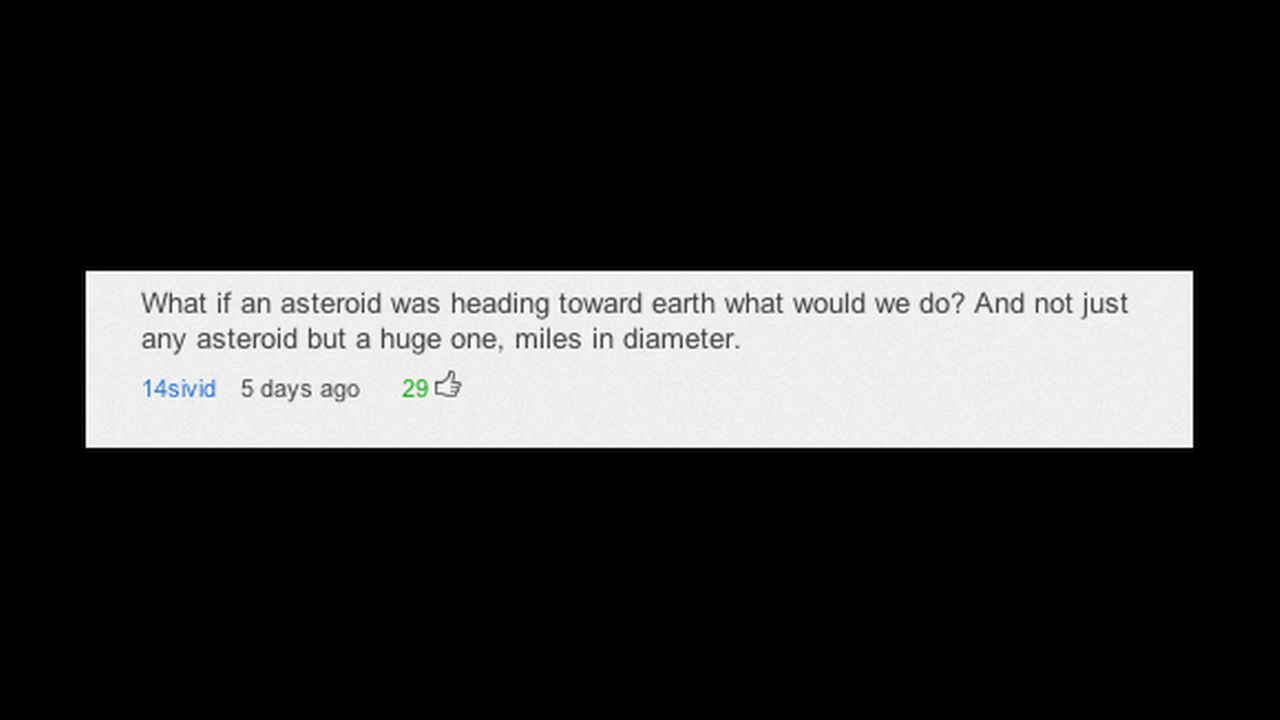 What if an asteroid was heading toward earth what would we do? And not just
any asteroid but a huge one, miles in diameter.
14sivid 5 days ago 29